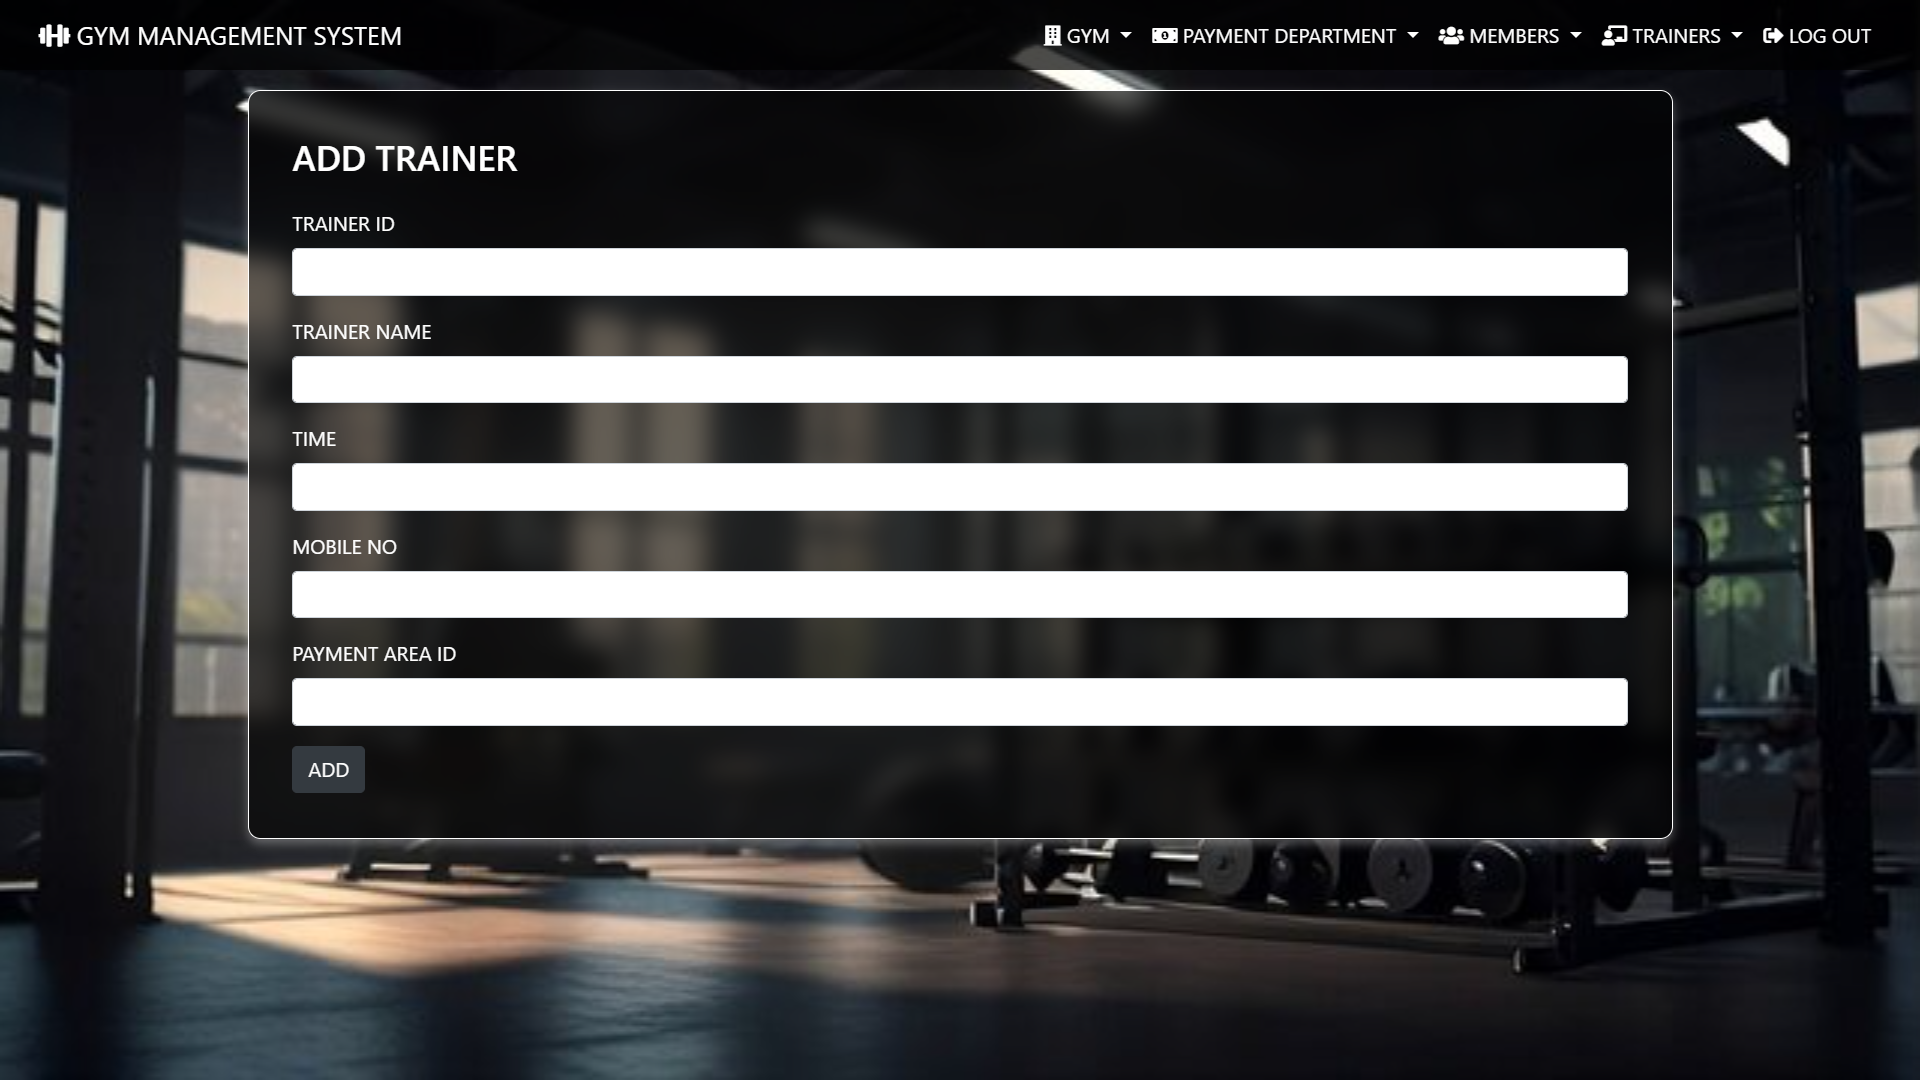 GYM MANAGEMENT SYSTEM
GYM
PAYMENT DEPARTMENT
MEMBERS
TRAINERS
LOG OUT
ADD TRAINER
TRAINER ID
TRAINER NAME
TIME
MOBILE NO
PAYMENT AREA ID
ADD